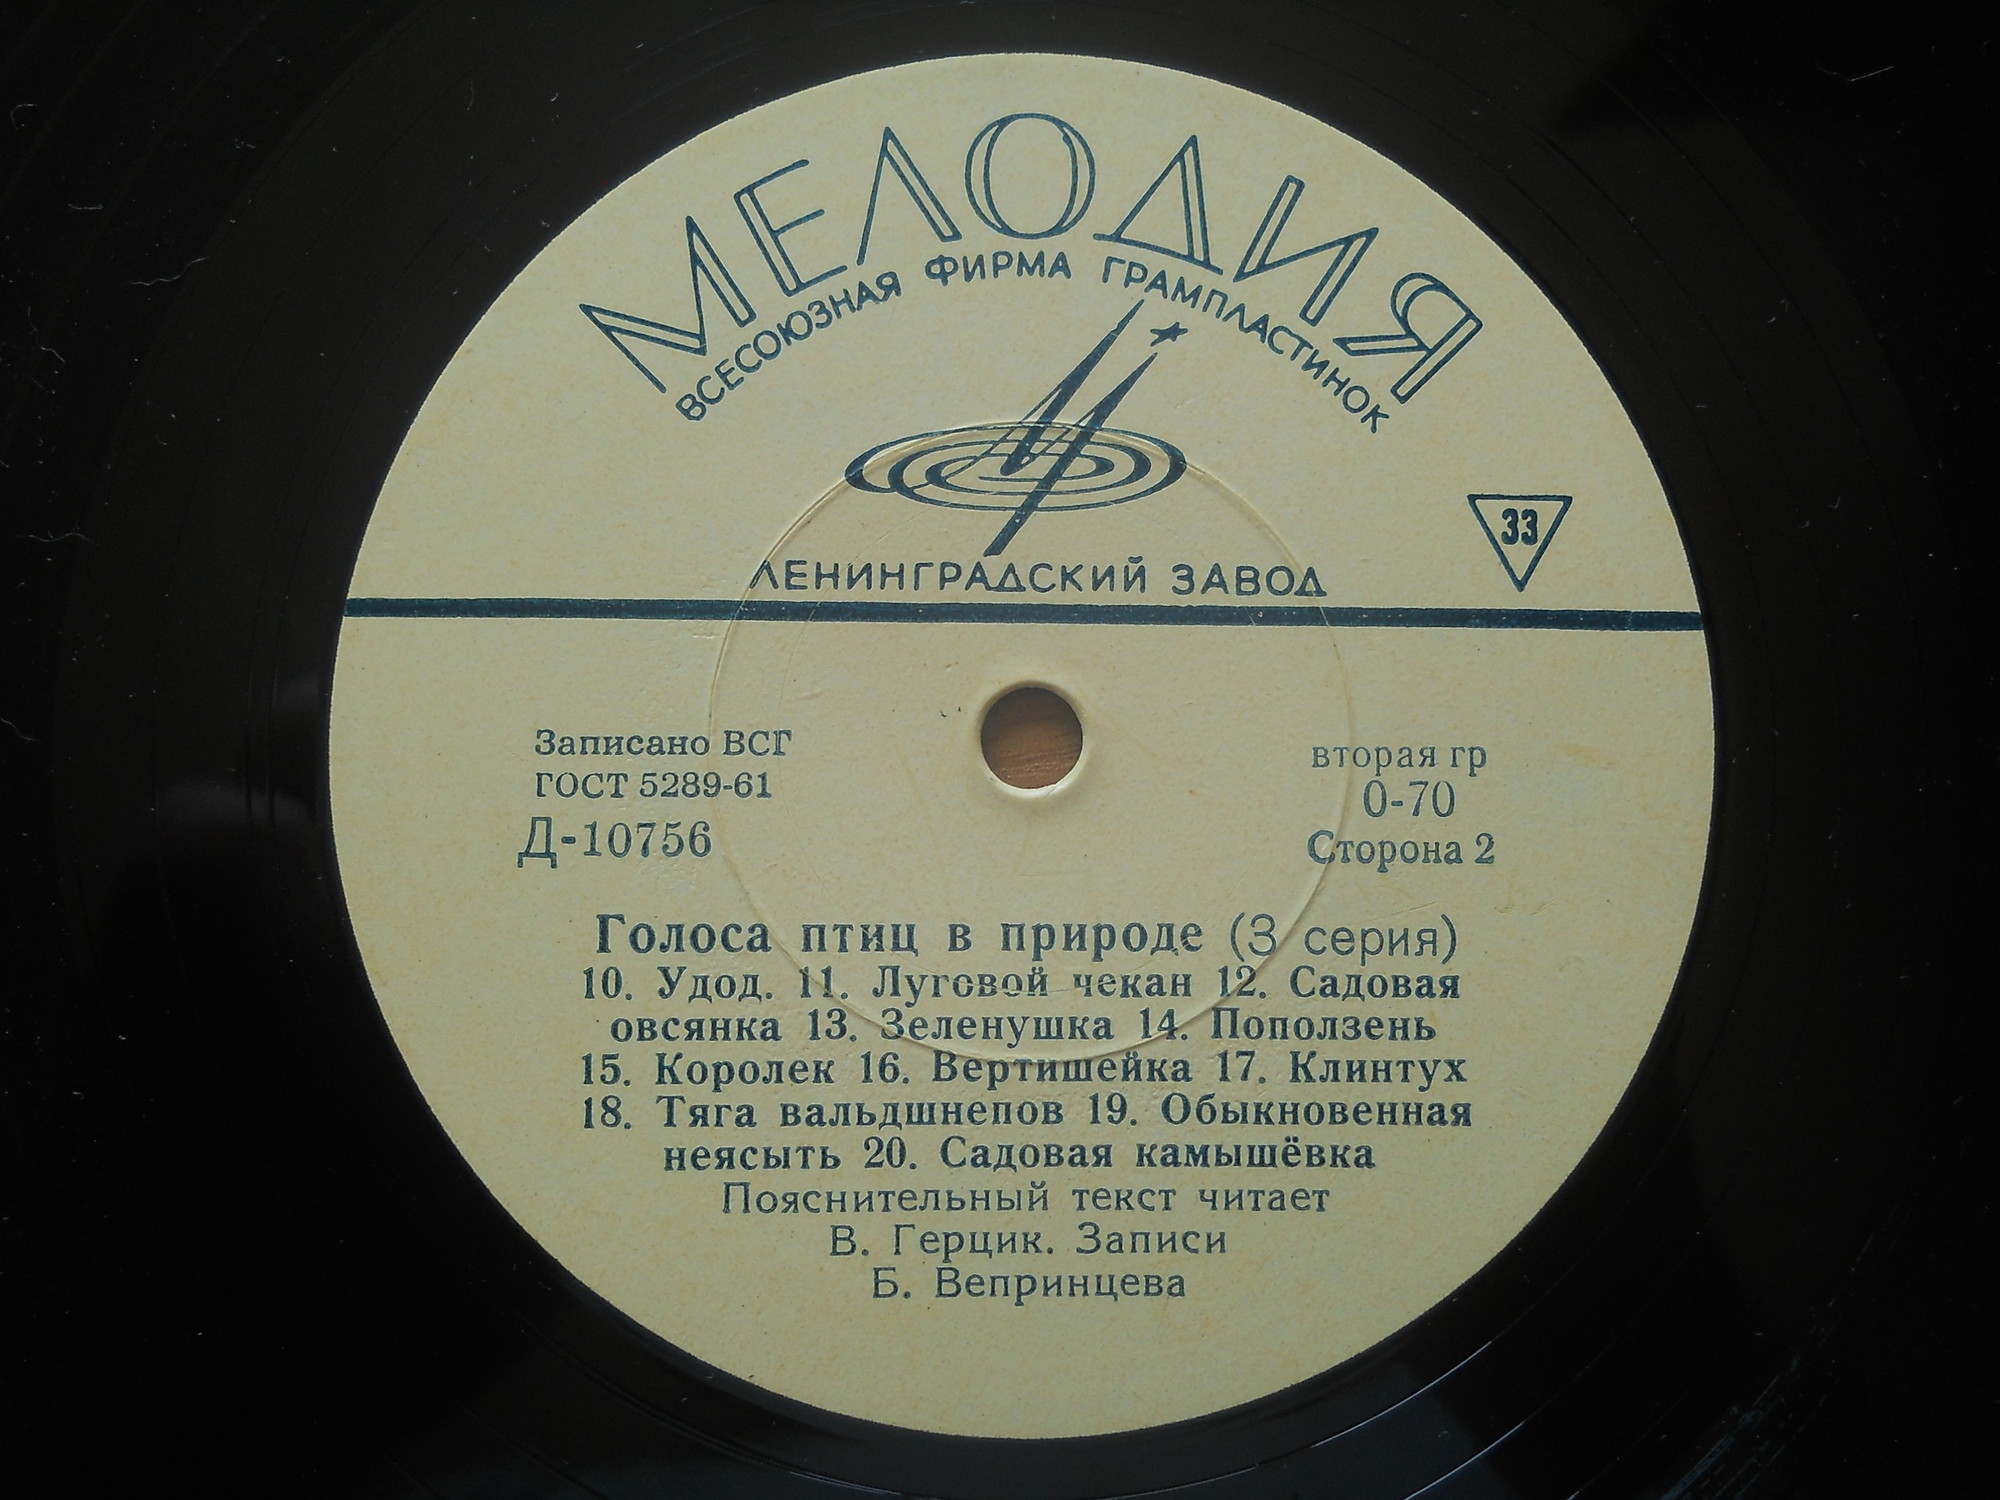 МЕЛОДИЯ
ВСЕСОЮЗНАЯ ФИРМА ГРАМПЛАСТИНОК
33
ЛЕНИНГРАДСКИЙ ЗАВОД
Записано ВСГ
ГОСТ 5289-61
Д-10756
вторая гр
0-70
Сторона 2
Голоса птиц в природе (3 серия)
10. Удод. 11. Луговой чекан 12. Садовая
овсянка 13. Зеленушка 14. Поползень
15. Королек 16. Вертишейка 17. Клинтух
18. Тяга вальдшнепов 19. Обыкновенная
неясыть 20. Садовая камышёвка
Пояснительный текст читает
В. Герцик. Записи
Б. Вепринцева